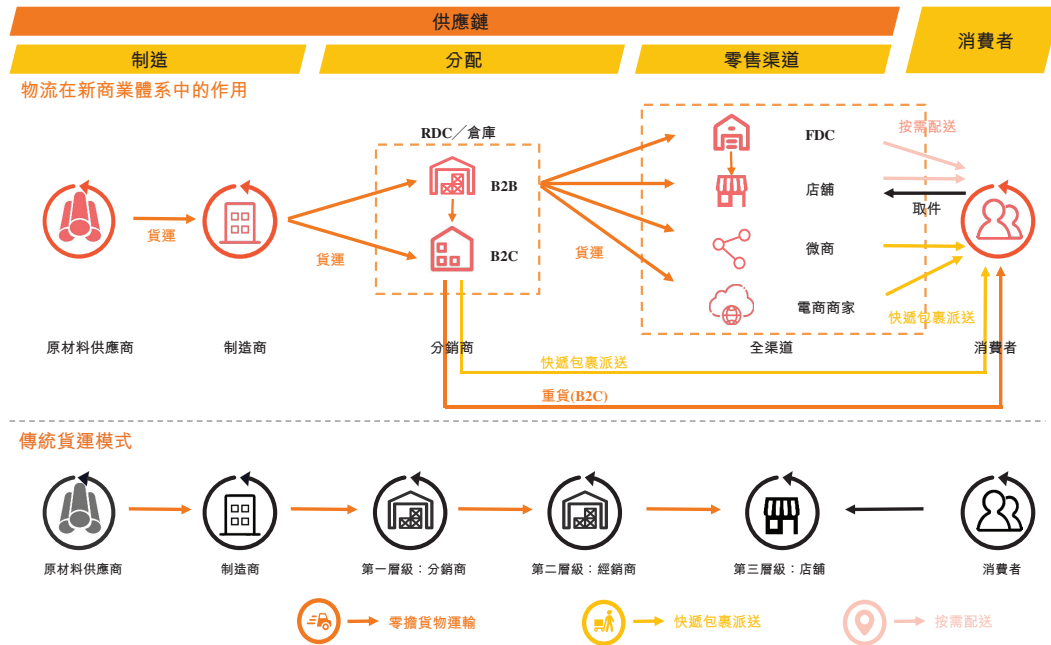 供應鏈
消費者
制造
分配
零售渠道
物流在新商業體系中的作用
RDC／倉庫
FDC
按需配送
B2B
店舖
取件
貨運
貨運
B2C
貨運
微商
電商商家
快遞包裹派送
原材料供應商
制造商
分銷商
全渠道
消費者
快遞包裹派送
重貨(B2C)
傳統貨運模式
原材料供應商
制造商
第一層級：分銷商
第二層級：經銷商
第三層級：店舖
消費者
零擔貨物運輸
快遞包裹派送
按需配送